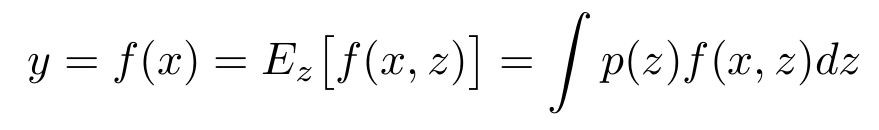 y = f(x) = E_z[f(x, z)] = ∫ p(z)f(x, z)dz